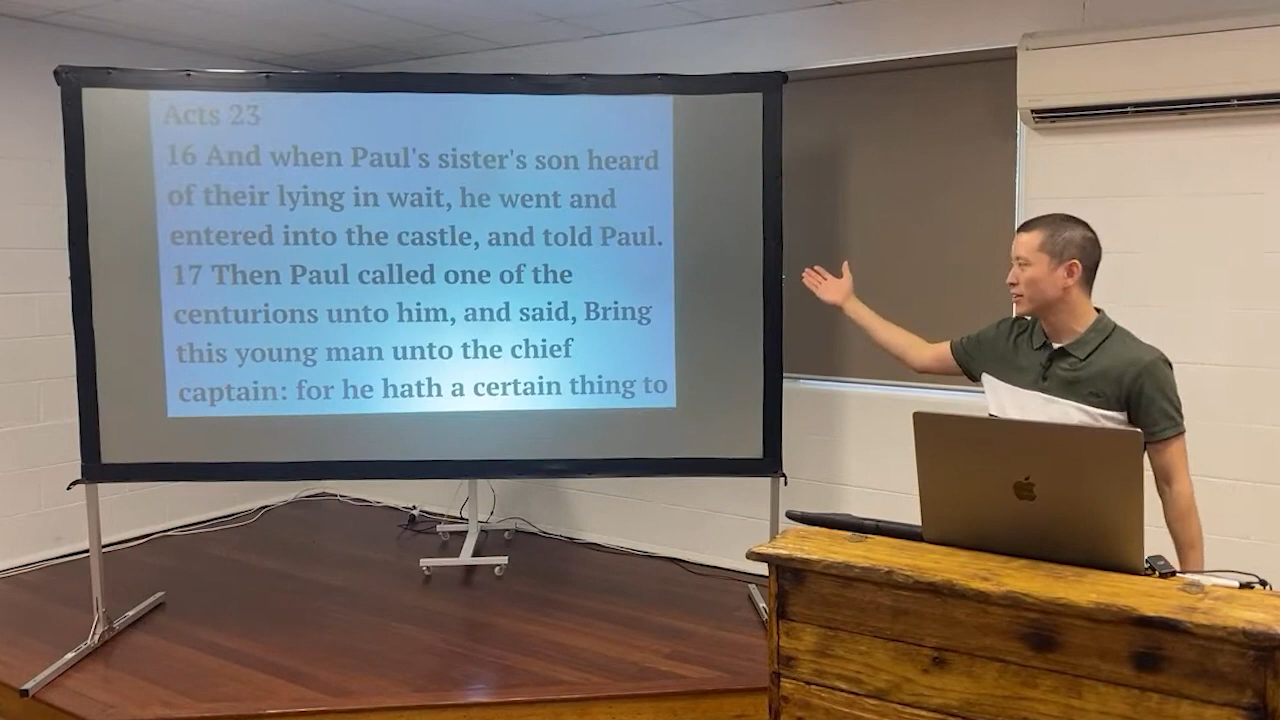 Acts 23
16 And when Paul's sister's son heard
of their lying in wait, he went and
entered into the castle, and told Paul.
17 Then Paul called one of the
centurions unto him, and said, Bring
this young man unto the chief
captain: for he hath a certain thing to